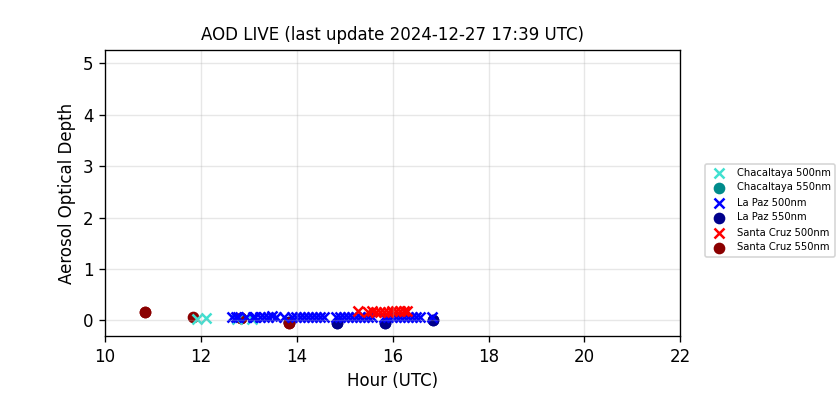 AOD LIVE (last update 2024-12-27 17:39 UTC)
5
4
3
2
1
0
Aerosol Optical Depth
10 12 14 16 18 20 22
Hour (UTC)
Chacaltaya 500nm
Chacaltaya 550nm
La Paz 500nm
La Paz 550nm
Santa Cruz 500nm
Santa Cruz 550nm